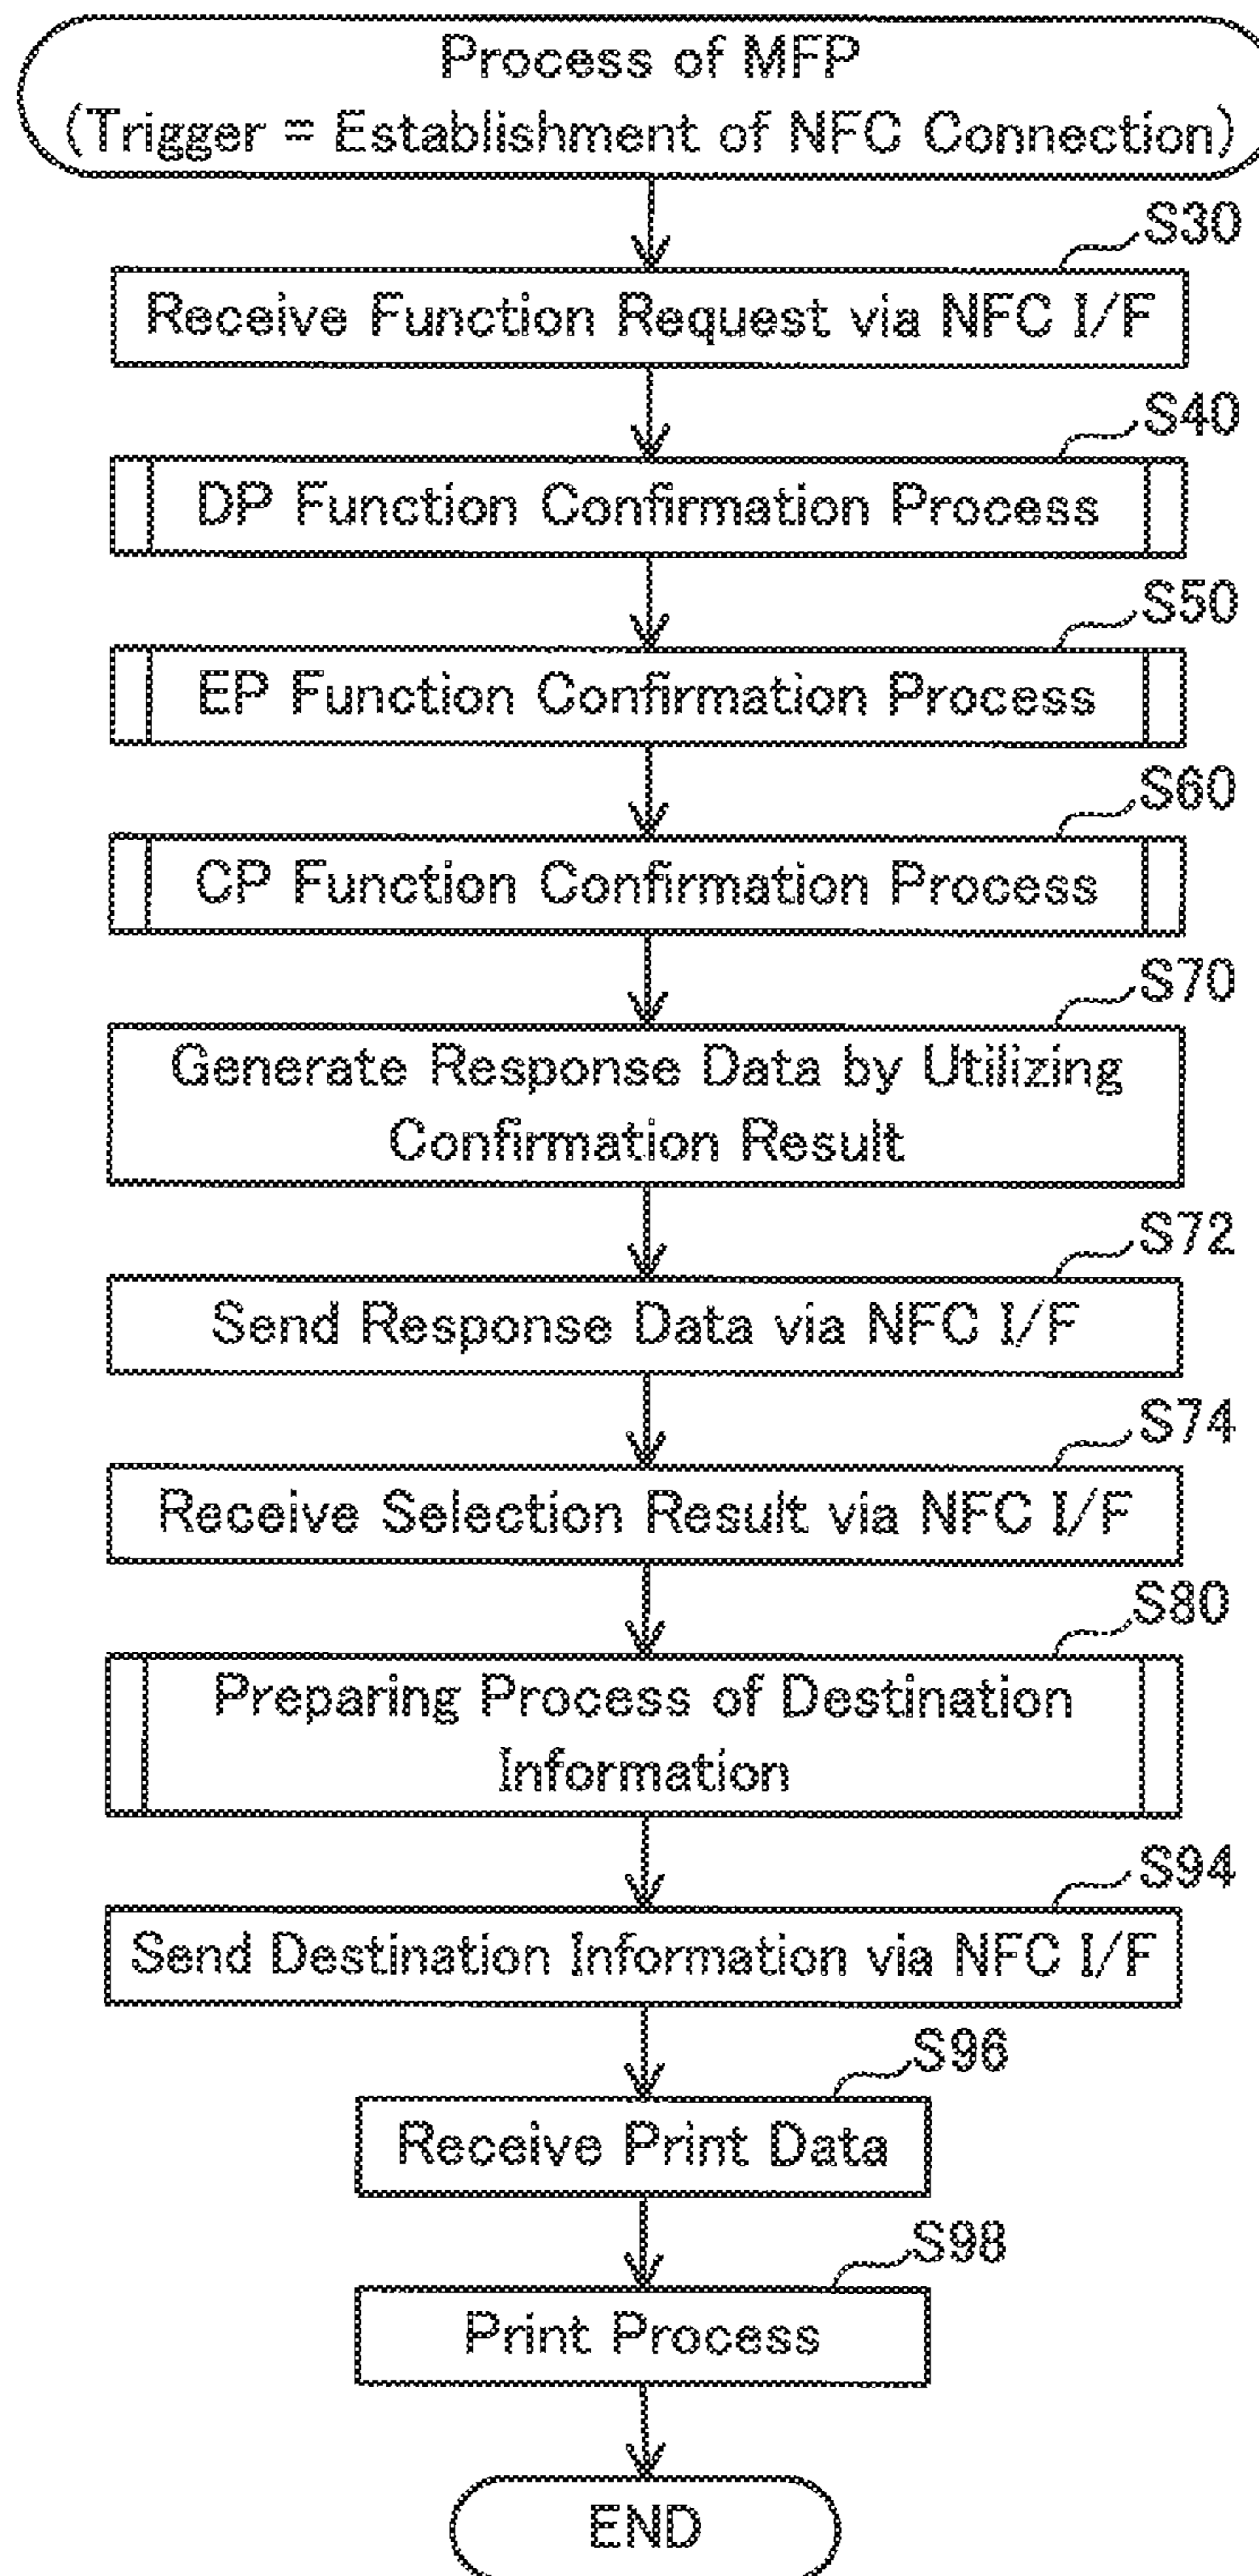 Process of MFP
(Trigger = Establishment of NFC Connection)
S30
Receive Function Request via NFC I/F
S40
DP Function Confirmation Process
S50
EP Function Confirmation Process
S60
CP Function Confirmation Process
S70
Generate Response Data by Utilizing
Confirmation Result
S72
Send Response Data via NFC I/F
S74
Receive Selection Result via NFC I/F
S80
Preparing Process of Destination
Information
S94
Send Destination Information via NFC I/F
S96
Receive Print Data
S98
Print Process
END